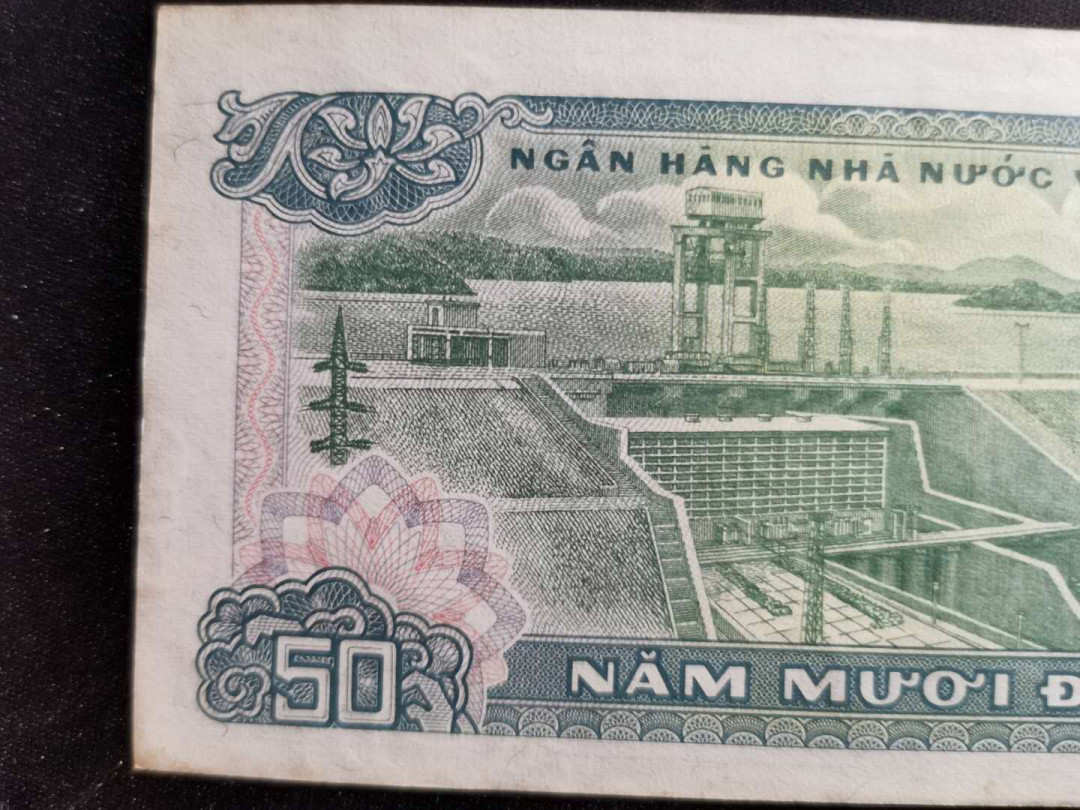 NGÂN HÀNG NHÀ NƯỚC
50
NĂM MƯƠI Đ